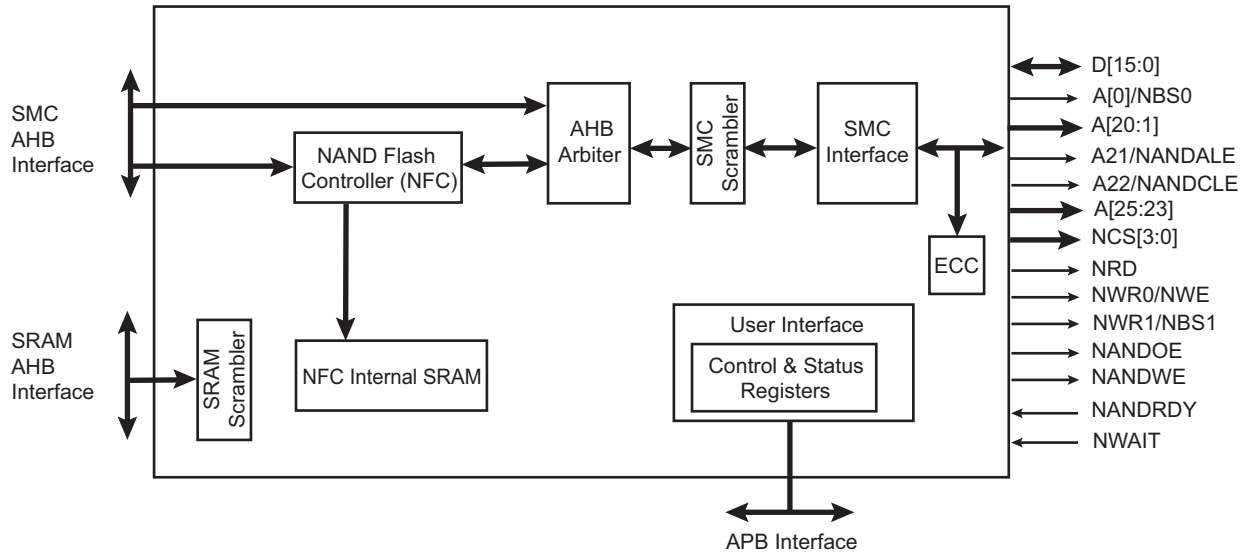 SMC
AHB
Interface
NAND Flash
Controller (NFC)
AHB
Arbiter
SMC
Scrambler
SMC
Interface
ECC
SRAM
AHB
Interface
SRAM
Scrambler
NFC Internal SRAM
User Interface
Control & Status
Registers
APB Interface
D[15:0]
A[0]/NBS0
A[20:1]
A21/NANDALE
A22/NANDCLE
A[25:23]
NCS[3:0]
NRD
NWR0/NWE
NWR1/NBS1
NANDOE
NANDWE
NANDRDY
NWAIT